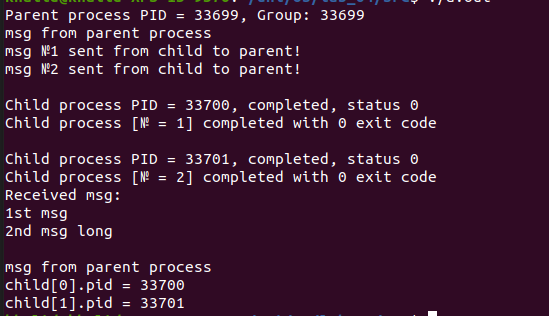 Parent process PID = 33699, Group: 33699
msg from parent process
msg №1 sent from child to parent!
msg №2 sent from child to parent!
Child process PID = 33700, completed, status 0
Child process [№ = 1] completed with 0 exit code
Child process PID = 33701, completed, status 0
Child process [№ = 2] completed with 0 exit code
Received msg:
1st msg
2nd msg long
msg from parent process
child[0].pid = 33700
child[1].pid = 33701